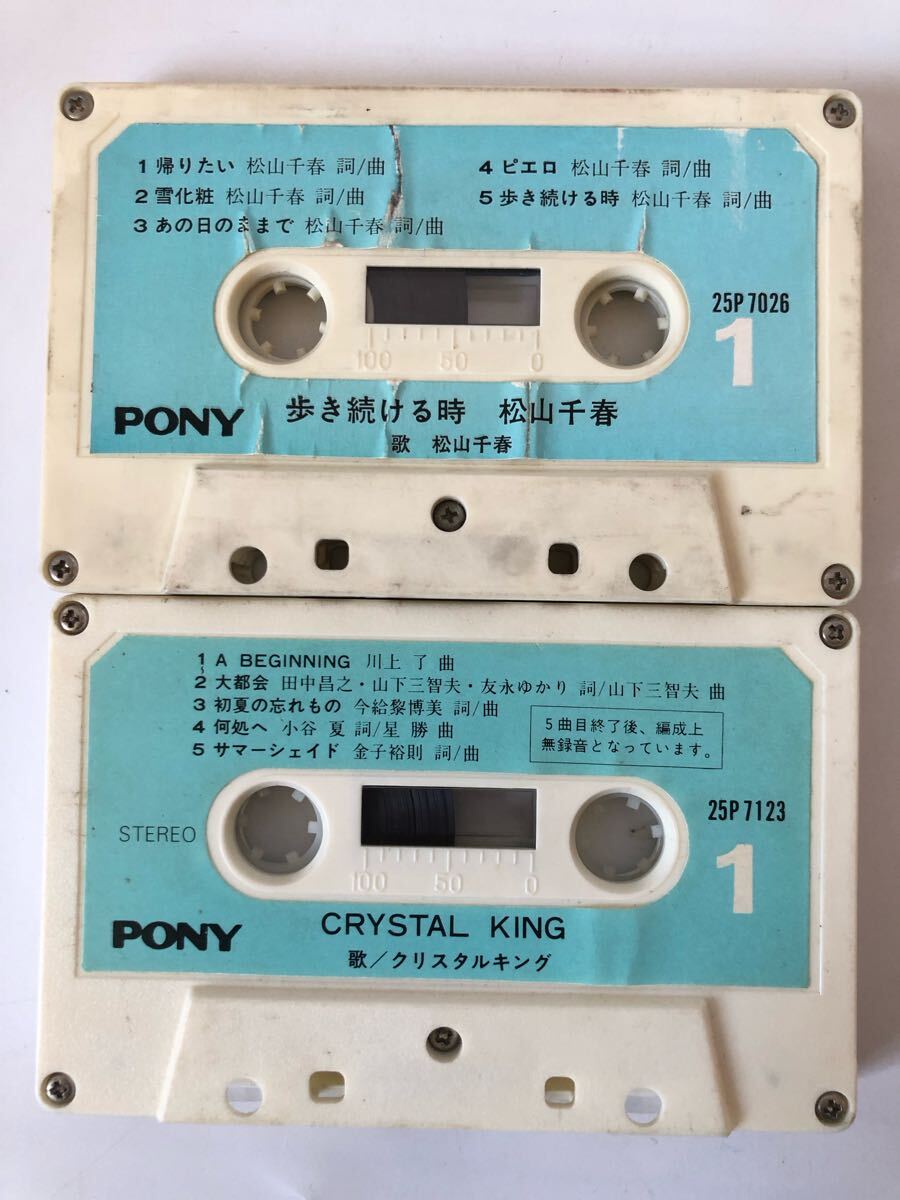 1 帰りたい 松山千春 詞/曲
2 雪化粧 松山千春 詞/曲
3 あの日のままで 松山千春 詞/曲
4 ピエロ 松山千春 詞/曲
5 歩き続ける時 松山千春 詞/曲
25P 7026
1
100 50 0
PONY
歩き続ける時 松山千春
歌 松山千春
1 A BEGINNING 川上 了 曲
~
2 大都会 田中昌之・山下三智夫・友永ゆかり 詞/山下三智夫 曲
3 初夏の忘れもの 今給黎博美 詞/曲
4 何処へ 小谷 夏 詞/星 勝 曲
5 サマーシェイド 金子裕則 詞/曲
5曲目終了後、編成上
無録音となっています。
STEREO
25P 7123
1
100 50 0
PONY
CRYSTAL KING
歌/クリスタルキング